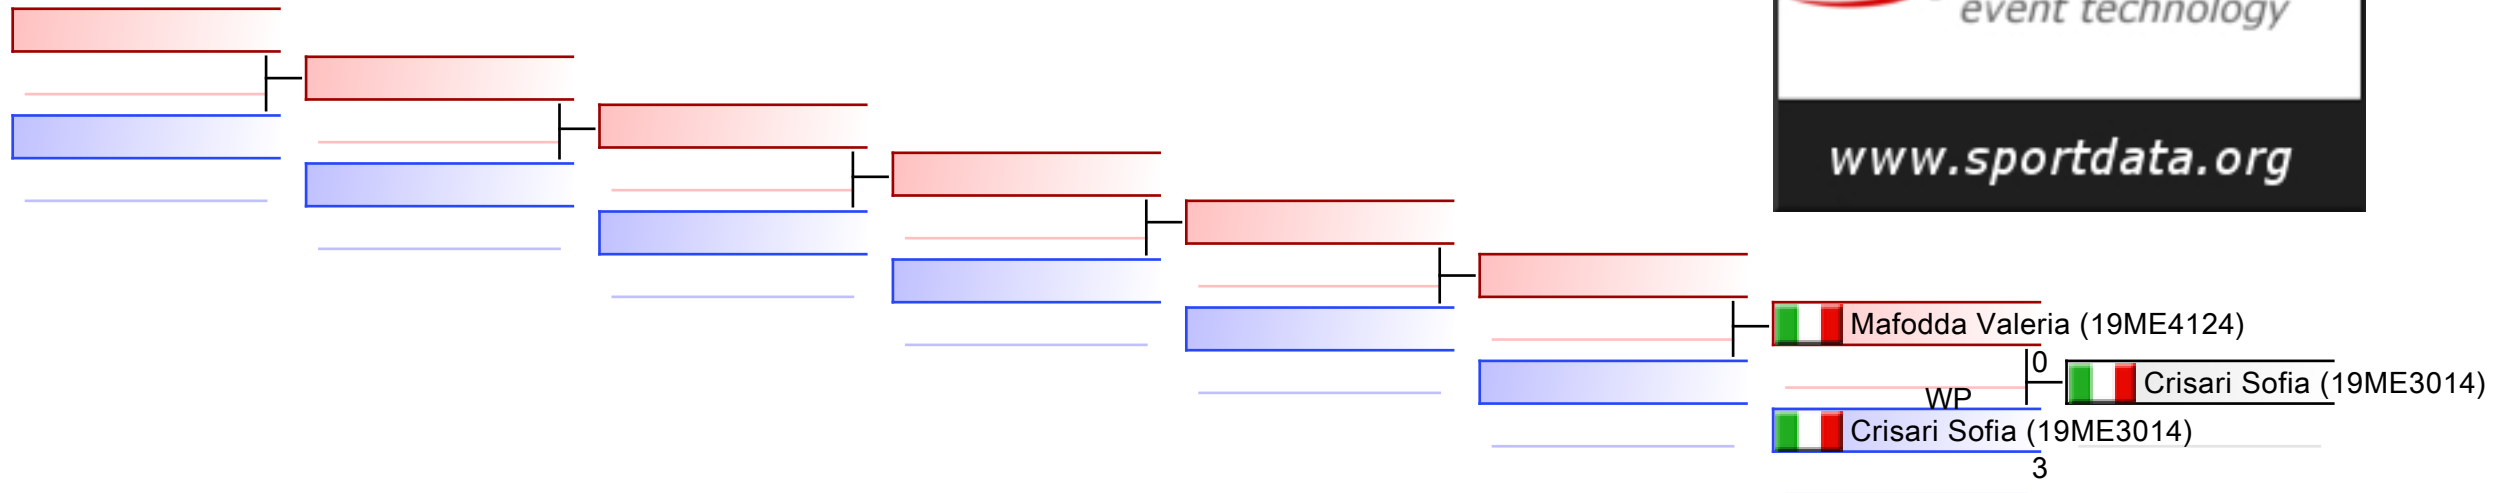 event technology
www.sportdata.org
Mafodda Valeria (19ME4124)
0
Crisari Sofia (19ME3014)
WP
Crisari Sofia (19ME3014)
3